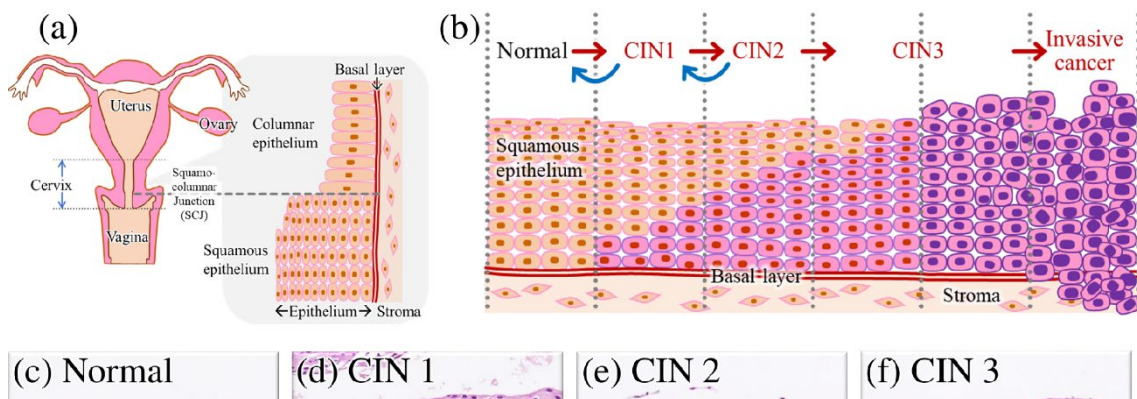 (a)
Uterus
Ovary
Cervix
Vagina
Squamo-
columnar
Junction
(SCJ)
Basal layer
Columnar
epithelium
Squamous
epithelium
←Epithelium→
Stroma
(b)
Normal
CIN1
CIN2
CIN3
Invasive
cancer
Squamous
epithelium
Basal layer
Stroma
(c) Normal
(d) CIN 1
(e) CIN 2
(f) CIN 3